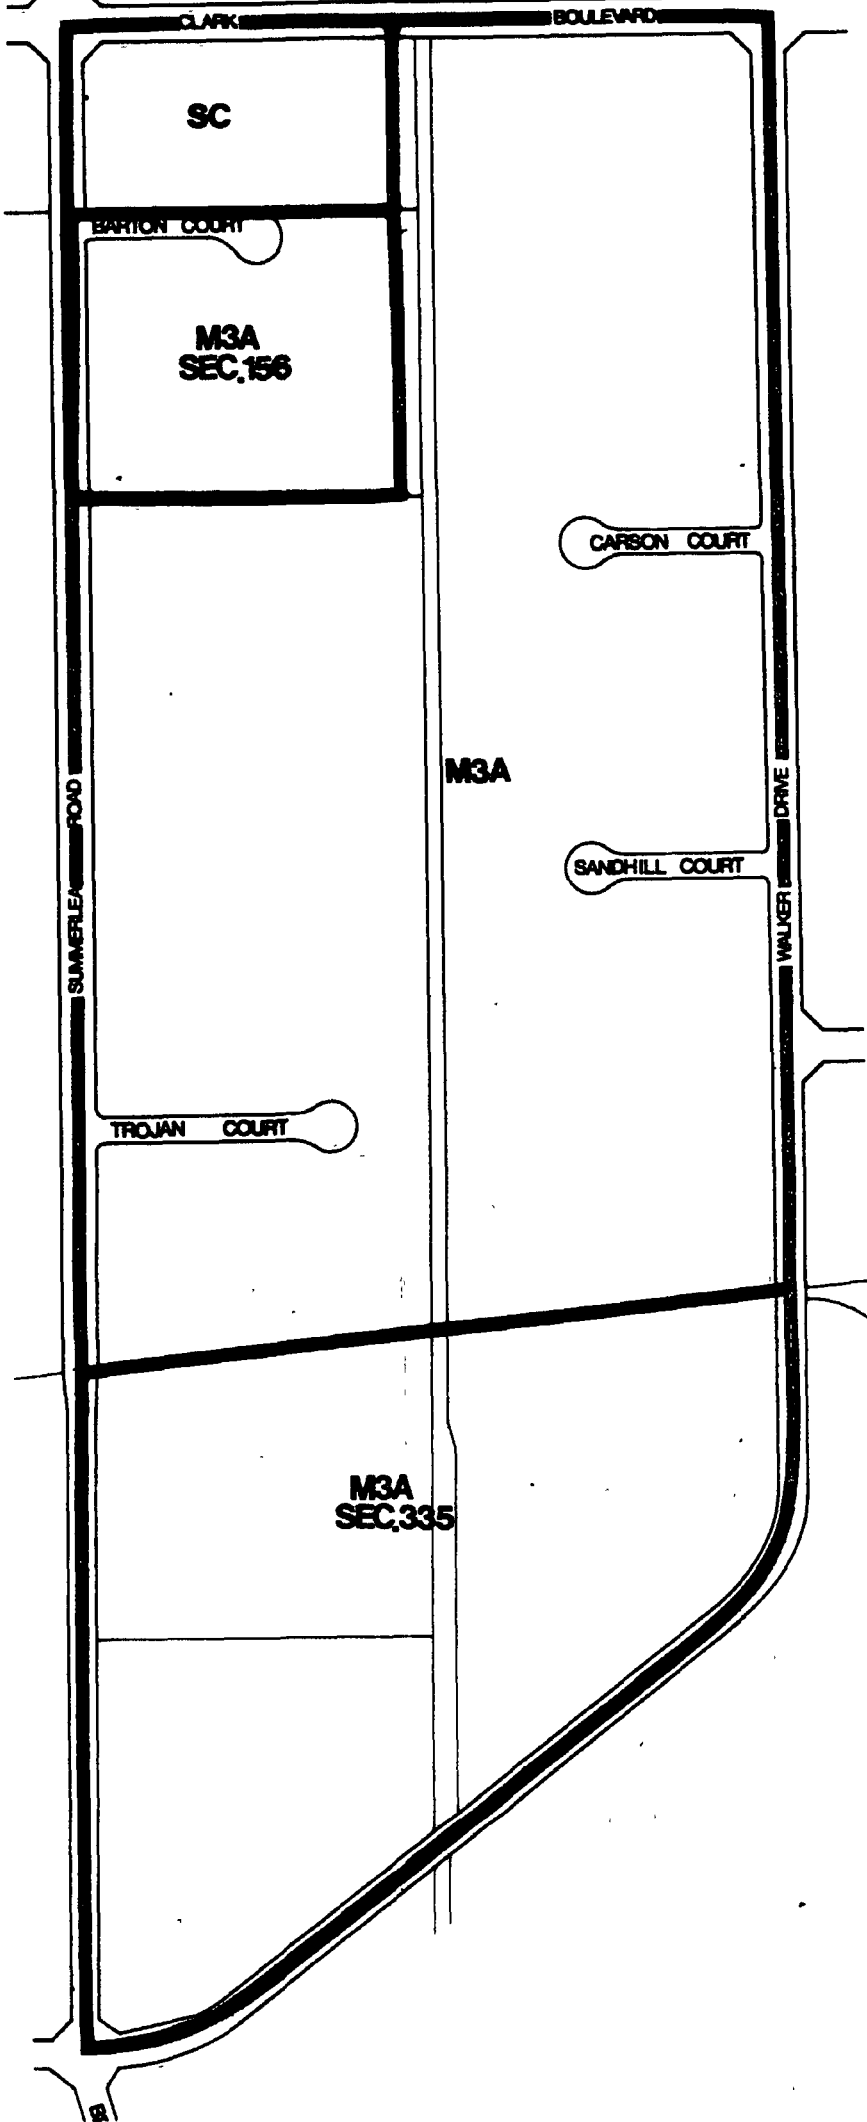 CLARK BOULEVARD
SC
BARTON COURT
M3A
SEC.156
CARSON COURT
M3A
SUMMERLEA ROAD
WALKER DRIVE
SANDHILL COURT
TROJAN COURT
M3A
SEC.335